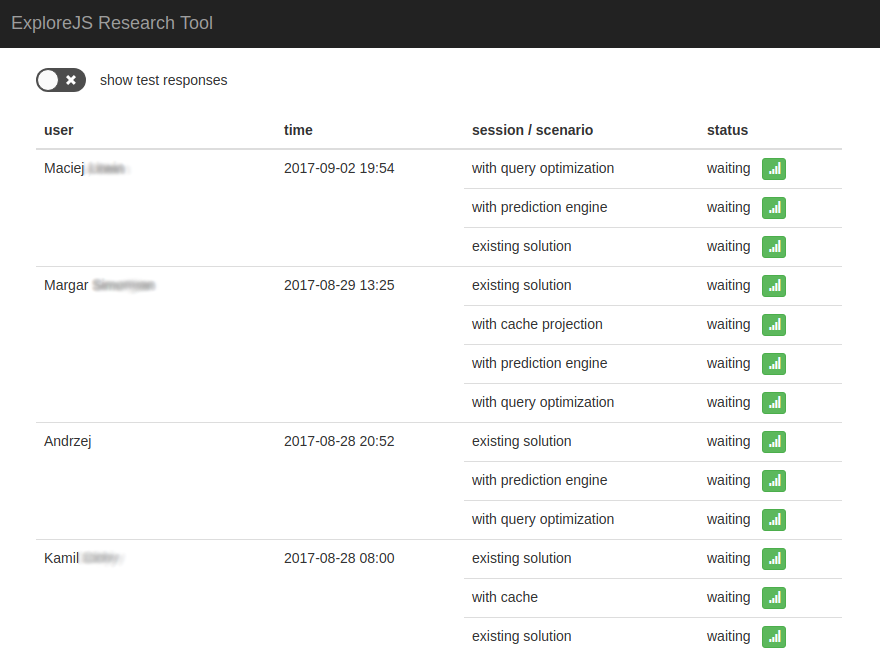 ExploreJS Research Tool
show test responses
user time session / scenario status
Maciej 2017-09-02 19:54 with query optimization waiting
with prediction engine waiting
existing solution waiting
Margar 2017-08-29 13:25 existing solution waiting
with cache projection waiting
with prediction engine waiting
with query optimization waiting
Andrzej 2017-08-28 20:52 existing solution waiting
with prediction engine waiting
with query optimization waiting
Kamil 2017-08-28 08:00 existing solution waiting
with cache waiting
existing solution waiting